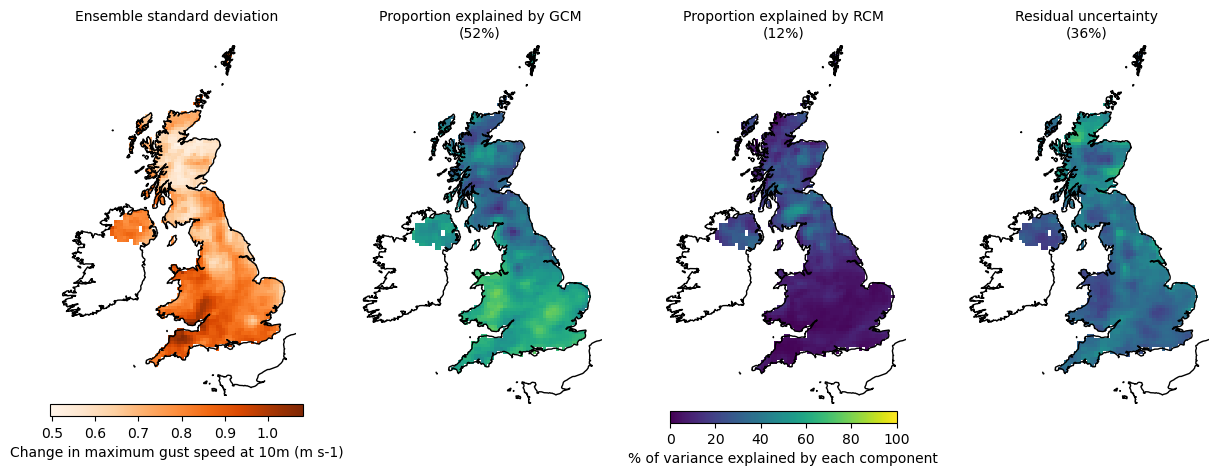 Ensemble standard deviation
Proportion explained by GCM
(52%)
Proportion explained by RCM
(12%)
Residual uncertainty
(36%)
0.5 0.6 0.7 0.8 0.9 1.0
Change in maximum gust speed at 10m (m s-1)
0 20 40 60 80 100
% of variance explained by each component